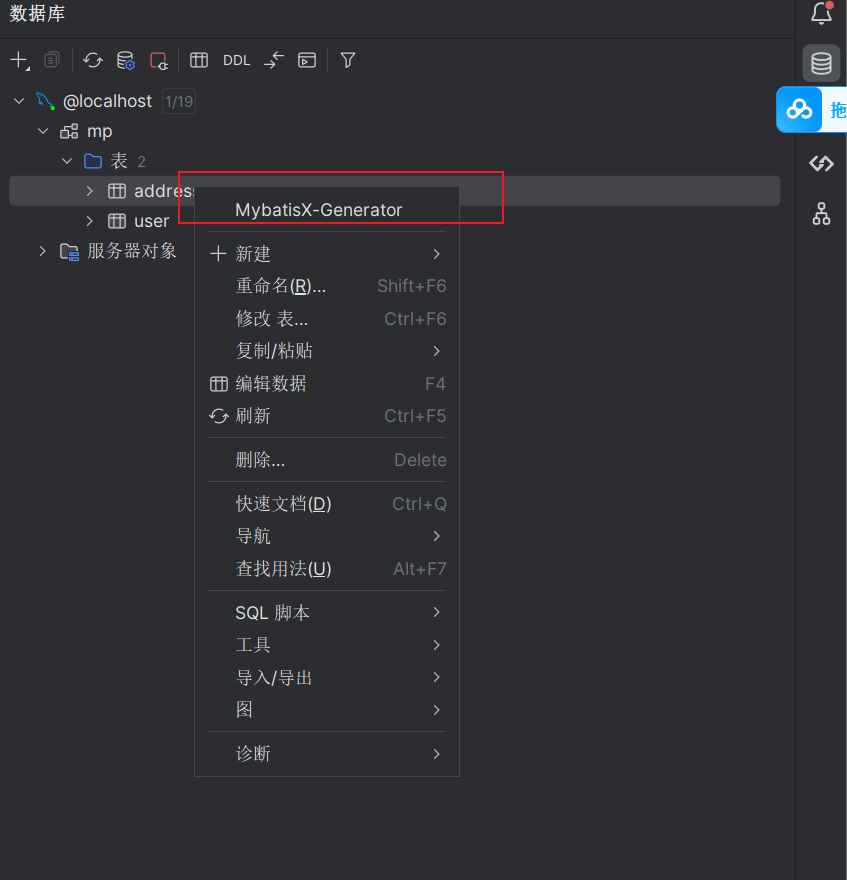 数据库
DDL
@localhost 1/19
mp
表 2
address
user
服务器对象
拖
MybatisX-Generator
新建
重命名(R)... Shift+F6
修改 表... Ctrl+F6
复制/粘贴
编辑数据 F4
刷新 Ctrl+F5
删除... Delete
快速文档(D) Ctrl+Q
导航
查找用法(U) Alt+F7
SQL 脚本
工具
导入/导出
图
诊断